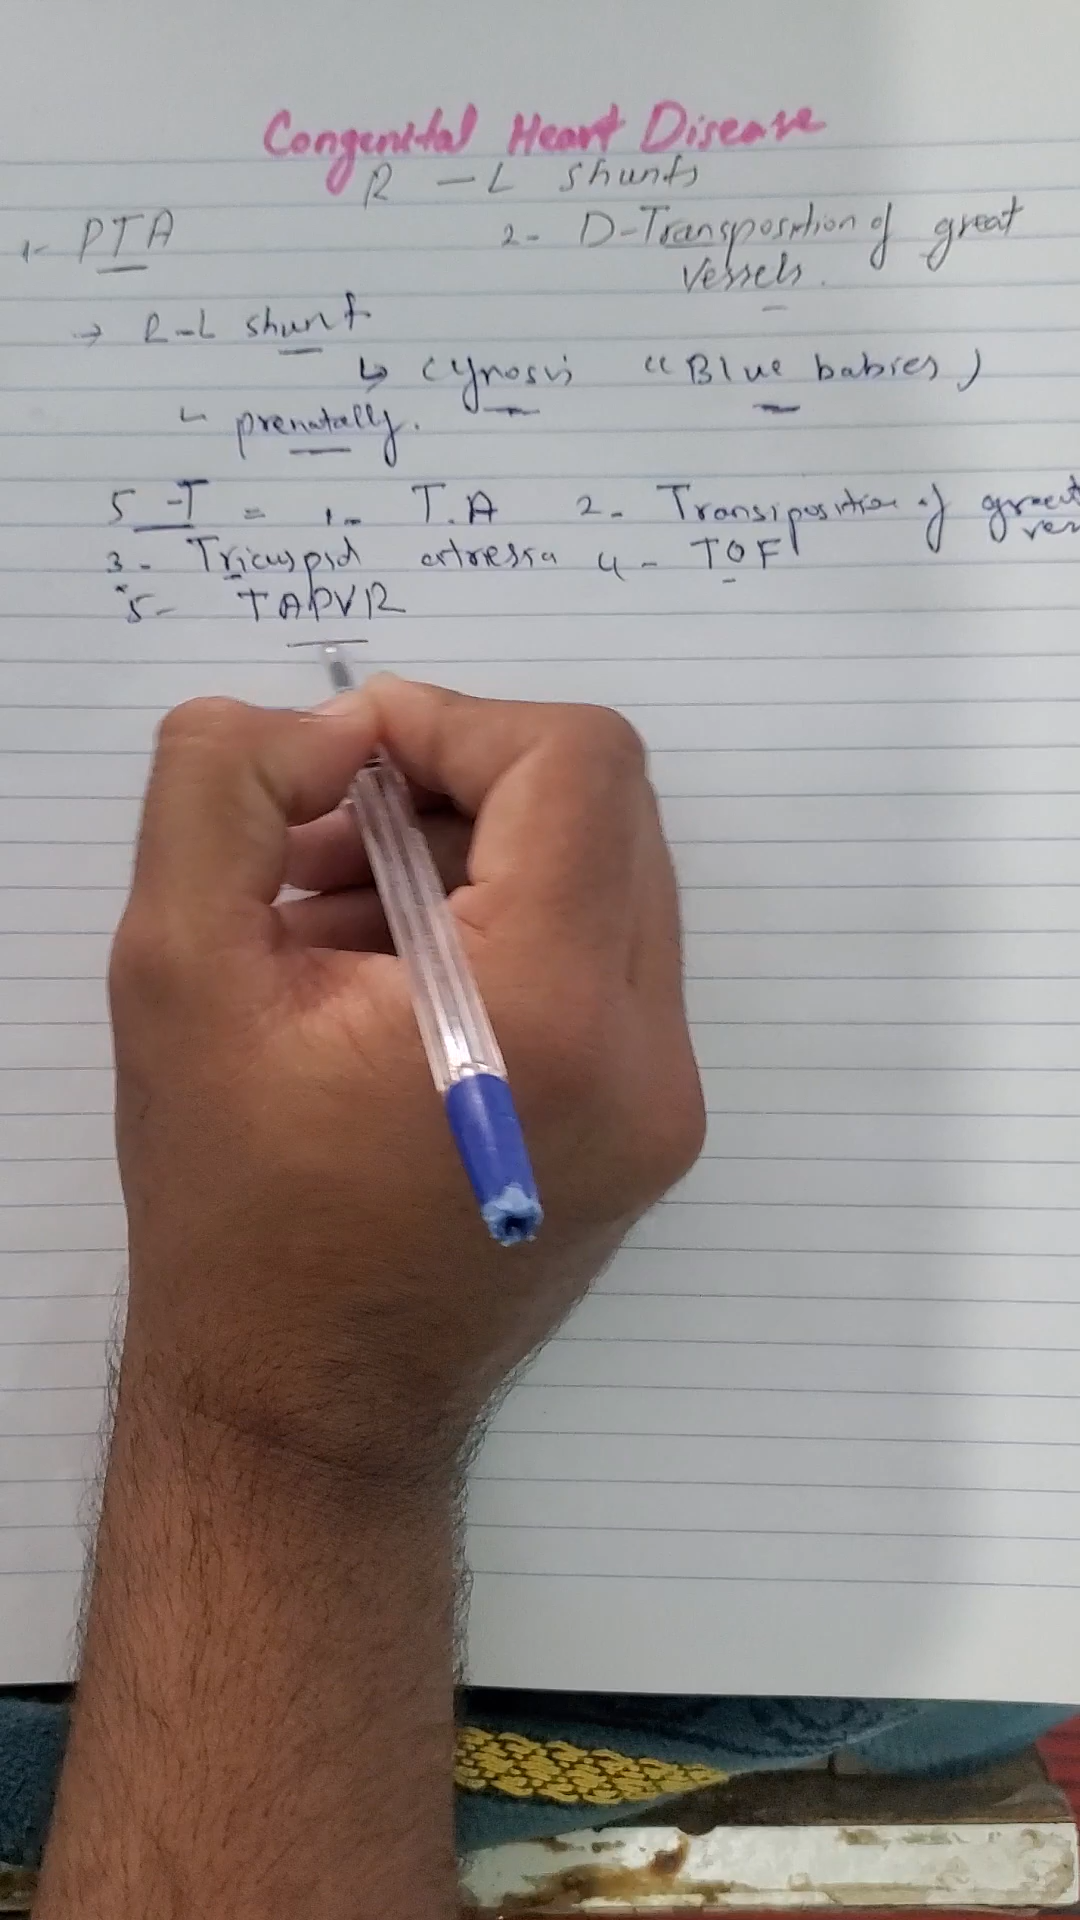 Congenital Heart Disease
R - L shunts
1- PTA 2- D-Transposition of great
vessels.
→ R-L shunt
↳ Cynosis "Blue babies)
prenatally.
5 -T = 1- T.A 2- Transiposition of great
3- Tricuspid artresia 4- TOF
5- TAPVR